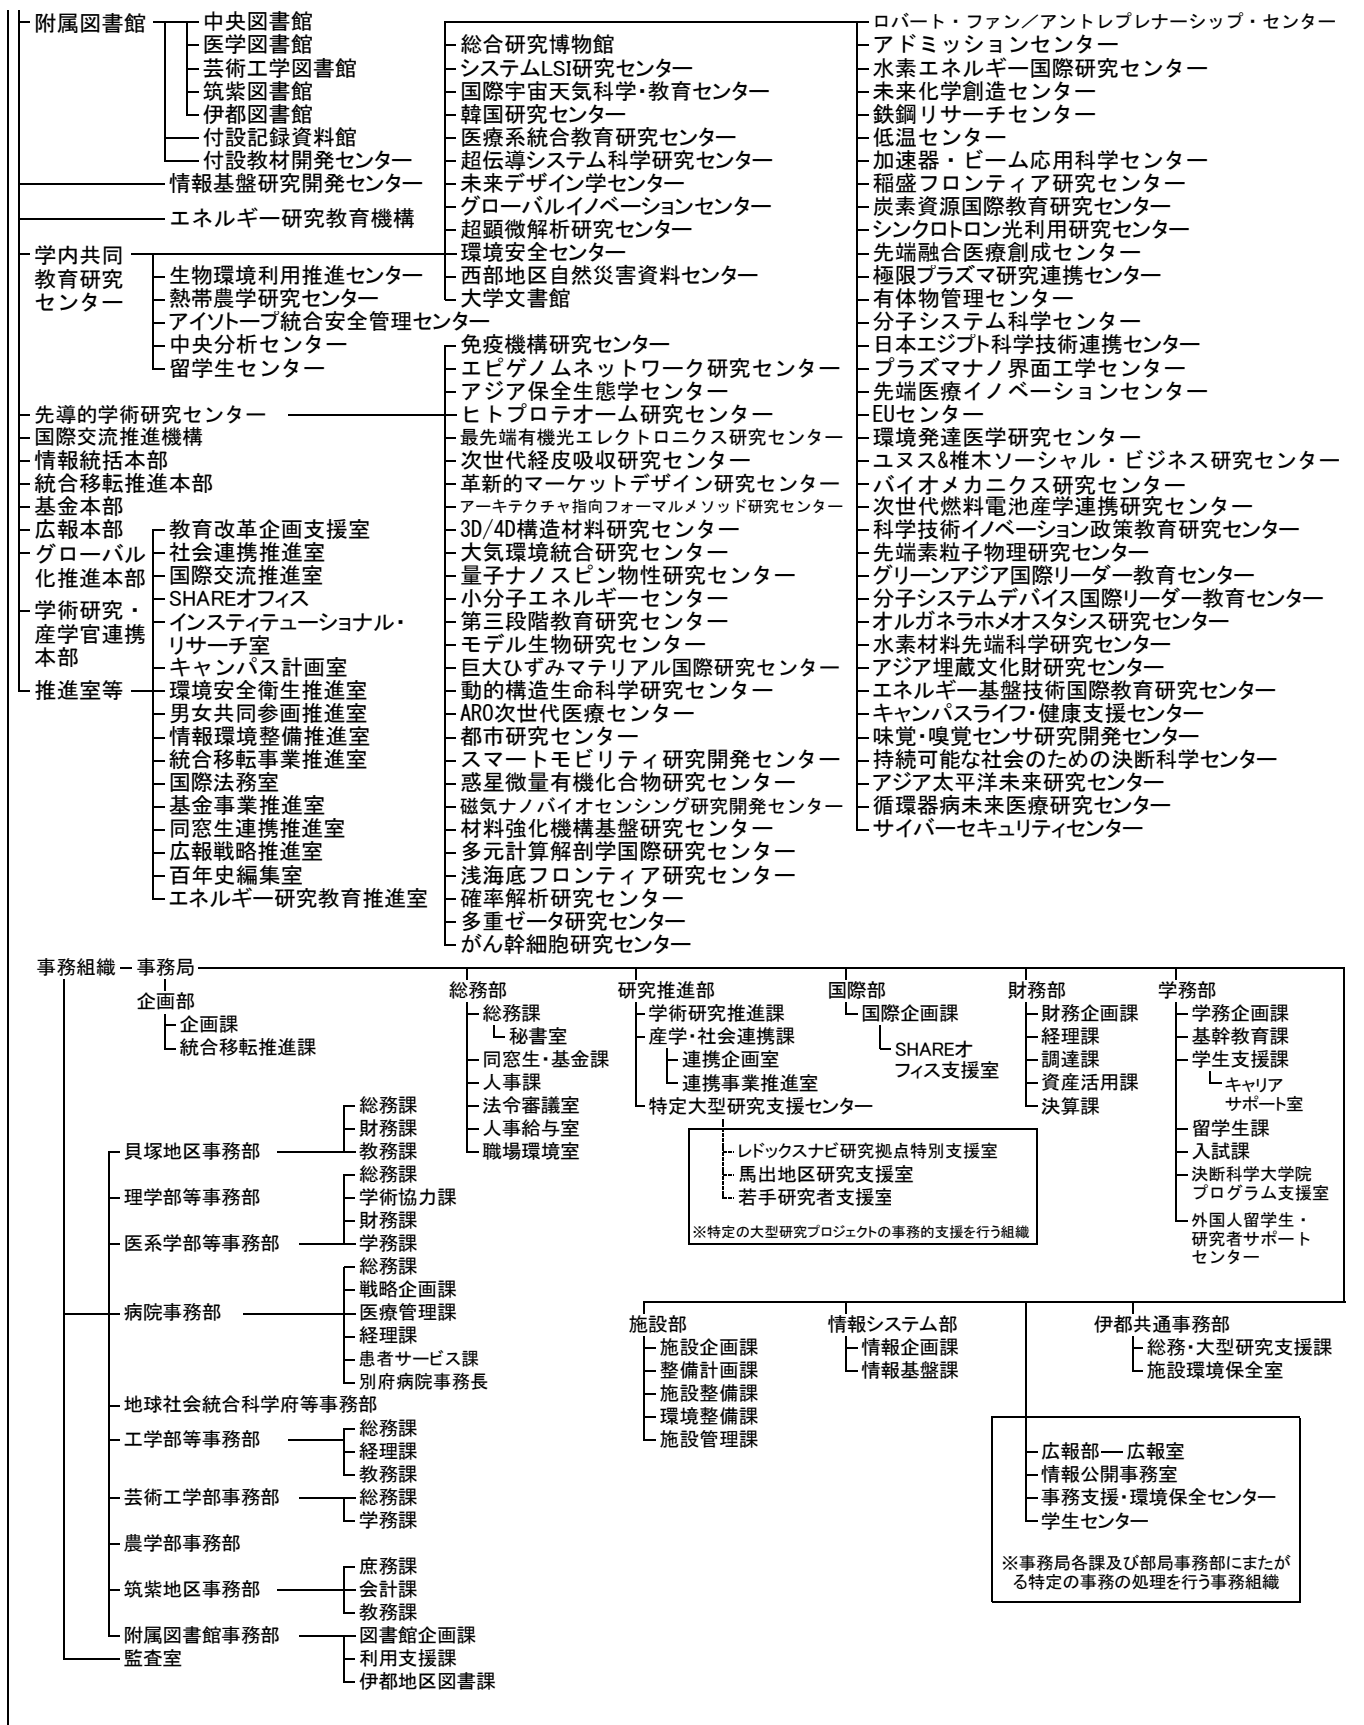 附属図書館
中央図書館
医学図書館
芸術工学図書館
筑紫図書館
伊都図書館
付設記録資料館
付設教材開発センター
情報基盤研究開発センター
エネルギー研究教育機構
学内共同
教育研究
センター
生物環境利用推進センター
熱帯農学研究センター
アイソトープ統合安全管理センター
中央分析センター
留学生センター
総合研究博物館
システムLSI研究センター
国際宇宙天気科学・教育センター
韓国研究センター
医療系統合教育研究センター
超伝導システム科学研究センター
未来デザイン学センター
グローバルイノベーションセンター
超顕微解析研究センター
環境安全センター
西部地区自然災害資料センター
大学文書館
ロバート・ファン／アントレプレナーシップ・センター
アドミッションセンター
水素エネルギー国際研究センター
未来化学創造センター
鉄鋼リサーチセンター
低温センター
加速器・ビーム応用科学センター
稲盛フロンティア研究センター
炭素資源国際教育研究センター
シンクロトロン光利用研究センター
先端融合医療創成センター
極限プラズマ研究連携センター
有体物管理センター
分子システム科学センター
日本エジプト科学技術連携センター
プラズマナノ界面工学センター
先端医療イノベーションセンター
EUセンター
環境発達医学研究センター
ユヌス&椎木ソーシャル・ビジネス研究センター
バイオメカニクス研究センター
次世代燃料電池産学連携研究センター
科学技術イノベーション政策教育研究センター
先端素粒子物理研究センター
グリーンアジア国際リーダー教育センター
分子システムデバイス国際リーダー教育センター
オルガネラホメオスタシス研究センター
水素材料先端科学研究センター
アジア埋蔵文化財研究センター
エネルギー基盤技術国際教育研究センター
キャンパスライフ・健康支援センター
味覚・嗅覚センサ研究開発センター
持続可能な社会のための決断科学センター
アジア太平洋未来研究センター
循環器病未来医療研究センター
サイバーセキュリティセンター
先導的学術研究センター
免疫機構研究センター
エピゲノムネットワーク研究センター
アジア保全生態学センター
ヒトプロテオーム研究センター
最先端有機光エレクトロニクス研究センター
次世代経皮吸収研究センター
革新的マーケットデザイン研究センター
アーキテクチャ指向フォーマルメソッド研究センター
3D/4D構造材料研究センター
大気環境統合研究センター
量子ナノスピン物性研究センター
小分子エネルギーセンター
第三段階教育研究センター
モデル生物研究センター
巨大ひずみマテリアル国際研究センター
動的構造生命科学研究センター
ARO次世代医療センター
都市研究センター
スマートモビリティ研究開発センター
惑星微量有機化合物研究センター
磁気ナノバイオセンシング研究開発センター
材料強化機構基盤研究センター
多元計算解剖学国際研究センター
浅海底フロンティア研究センター
確率解析研究センター
多重ゼータ研究センター
がん幹細胞研究センター
国際交流推進機構
情報統括本部
統合移転推進本部
基金本部
広報本部
グローバル
化推進本部
学術研究・
産学官連携
本部
推進室等
教育改革企画支援室
社会連携推進室
国際交流推進室
SHAREオフィス
インスティテューショナル・
リサーチ室
キャンパス計画室
環境安全衛生推進室
男女共同参画推進室
情報環境整備推進室
統合移転事業推進室
国際法務室
基金事業推進室
同窓生連携推進室
広報戦略推進室
百年史編集室
エネルギー研究教育推進室
事務組織
事務局
企画部
企画課
統合移転推進課
総務部
総務課
秘書室
同窓生・基金課
人事課
法令審議室
人事給与室
職場環境室
研究推進部
学術研究推進課
産学・社会連携課
連携企画室
連携事業推進室
特定大型研究支援センター
レドックスナビ研究拠点特別支援室
馬出地区研究支援室
若手研究者支援室
※特定の大型研究プロジェクトの事務的支援を行う組織
国際部
国際企画課
SHAREオ
フィス支援室
財務部
財務企画課
経理課
調達課
資産活用課
決算課
学務部
学務企画課
基幹教育課
学生支援課
キャリア
サポート室
留学生課
入試課
決断科学大学院
プログラム支援室
外国人留学生・
研究者サポート
センター
施設部
施設企画課
整備計画課
施設整備課
環境整備課
施設管理課
情報システム部
情報企画課
情報基盤課
伊都共通事務部
総務・大型研究支援課
施設環境保全室
広報部
広報室
情報公開事務室
事務支援・環境保全センター
学生センター
※事務局各課及び部局事務部にまたが
る特定の事務の処理を行う事務組織
貝塚地区事務部
総務課
財務課
教務課
理学部等事務部
医系学部等事務部
総務課
学術協力課
財務課
学務課
病院事務部
総務課
戦略企画課
医療管理課
経理課
患者サービス課
別府病院事務長
地球社会統合科学府等事務部
工学部等事務部
総務課
経理課
教務課
芸術工学部事務部
総務課
学務課
農学部事務部
筑紫地区事務部
庶務課
会計課
教務課
附属図書館事務部
図書館企画課
利用支援課
伊都地区図書課
監査室